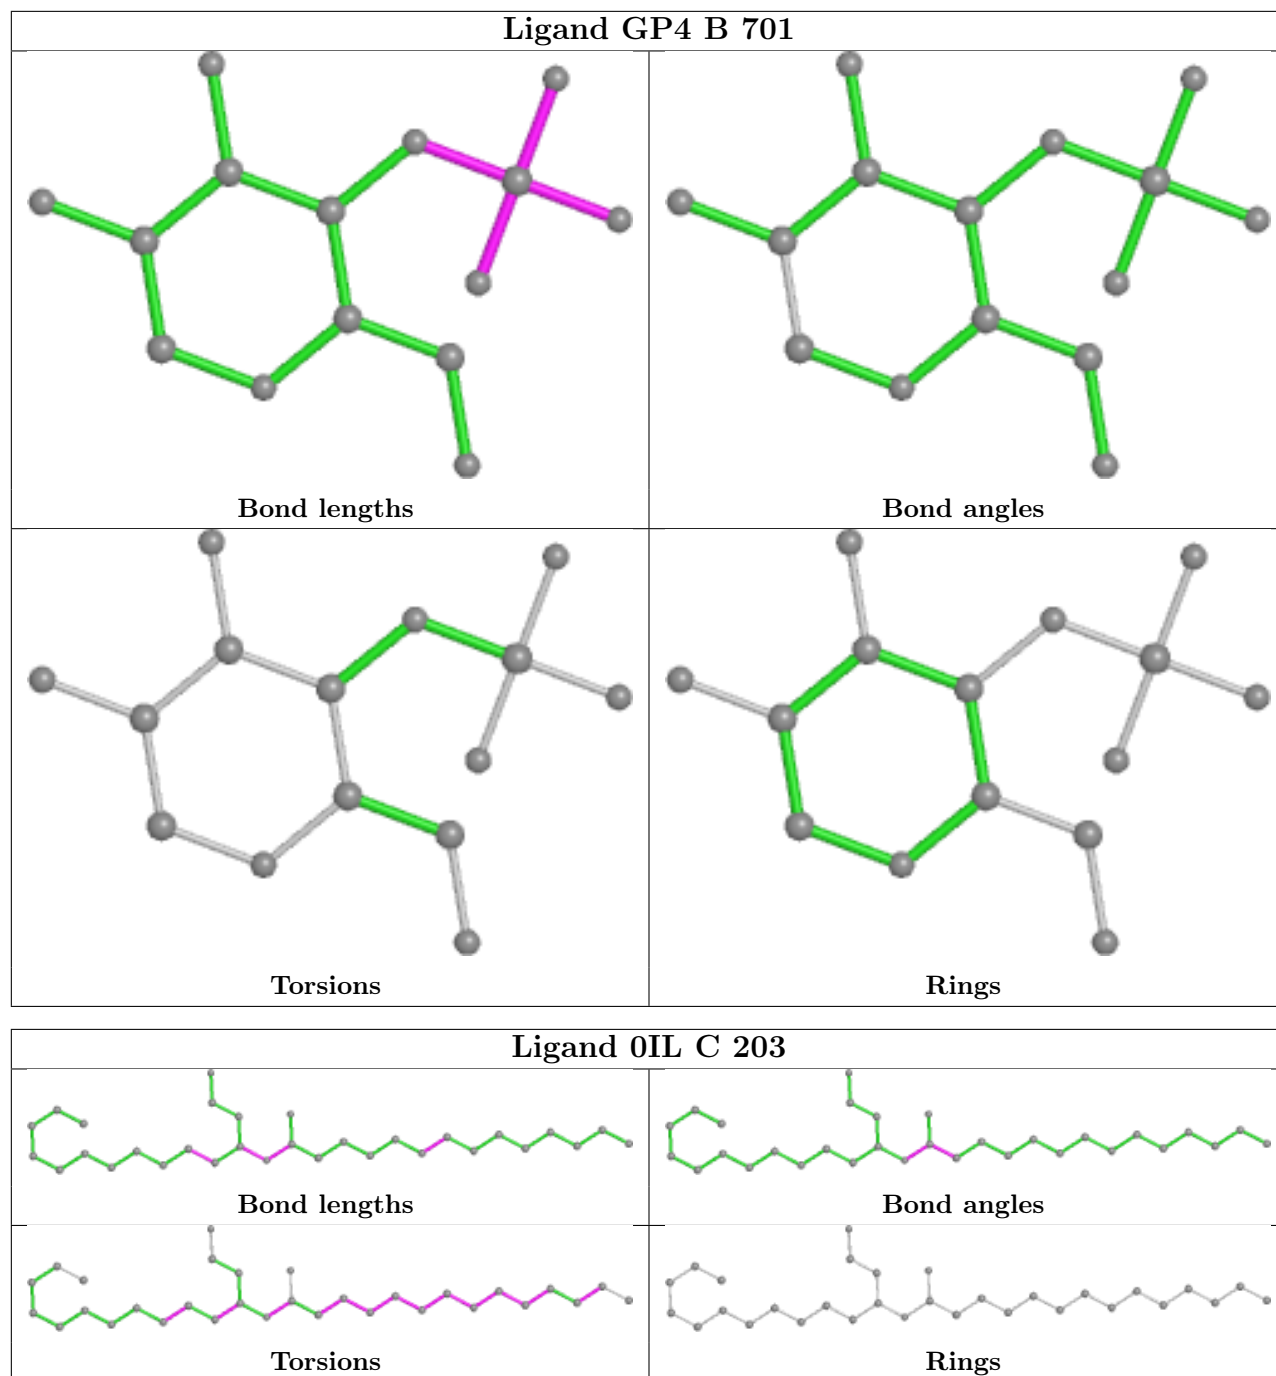 Ligand GP4 B 701
Bond lengths
Bond angles
Torsions
Rings
Ligand 0IL C 203
Bond lengths
Bond angles
Torsions
Rings